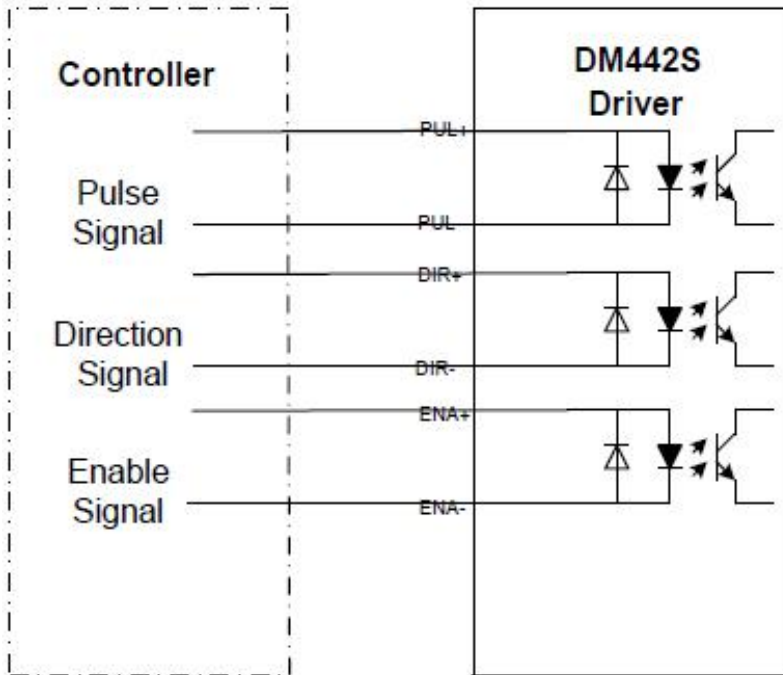 Controller
DM442S
Driver
PUL+
Pulse
Signal
PUL
DIR+
Direction
Signal
DIR-
ENA+
Enable
Signal
ENA-